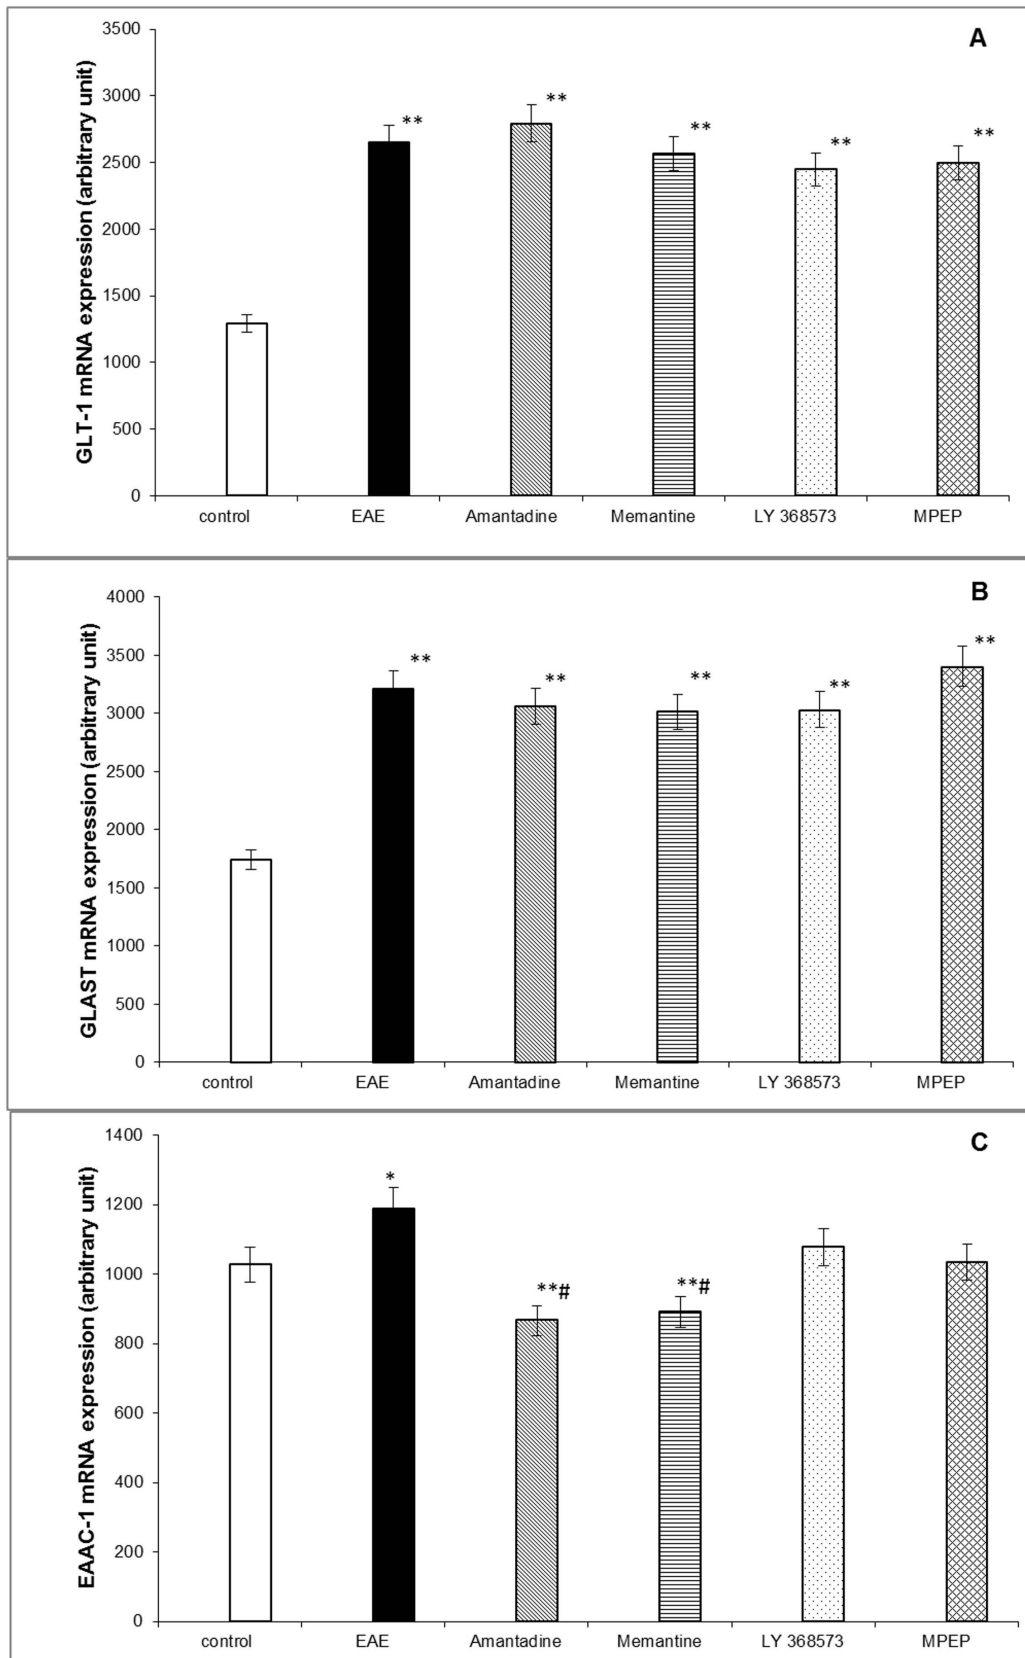 A
GLT-1 mRNA expression (arbitrary unit)
3500
3000
2500
2000
1500
1000
500
0
** ** ** ** **
control EAE Amantadine Memantine LY 368573 MPEP
B
GLAST mRNA expression (arbitrary unit)
4000
3500
3000
2500
2000
1500
1000
500
0
** ** ** ** **
control EAE Amantadine Memantine LY 368573 MPEP
C
EAAC-1 mRNA expression (arbitrary unit)
1400
1200
1000
800
600
400
200
0
* **# **#
control EAE Amantadine Memantine LY 368573 MPEP